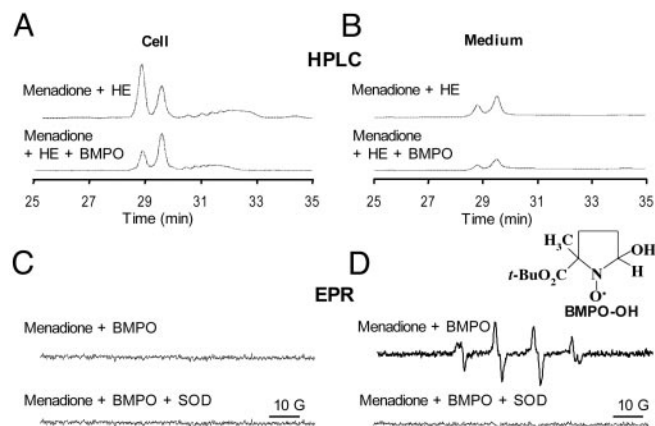 A
Cell
HPLC
Menadione + HE
Menadione
+ HE + BMPO
25 27 29 31 33 35
Time (min)
B
Medium
Menadione + HE
Menadione
+ HE + BMPO
25 27 29 31 33 35
Time (min)
C
EPR
Menadione + BMPO
Menadione + BMPO + SOD
10 G
D
H₃C
OH
t-BuO₂C
N
H
O•
BMPO-OH
Menadione + BMPO
Menadione + BMPO + SOD
10 G